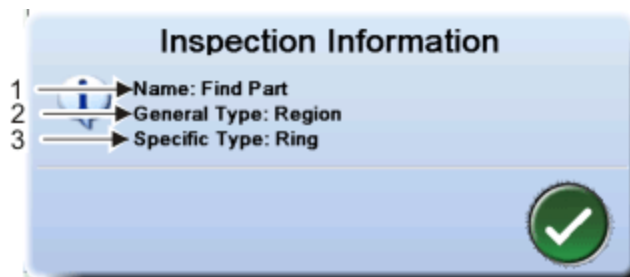 Inspection Information
1 Name: Find Part
2 General Type: Region
3 Specific Type: Ring